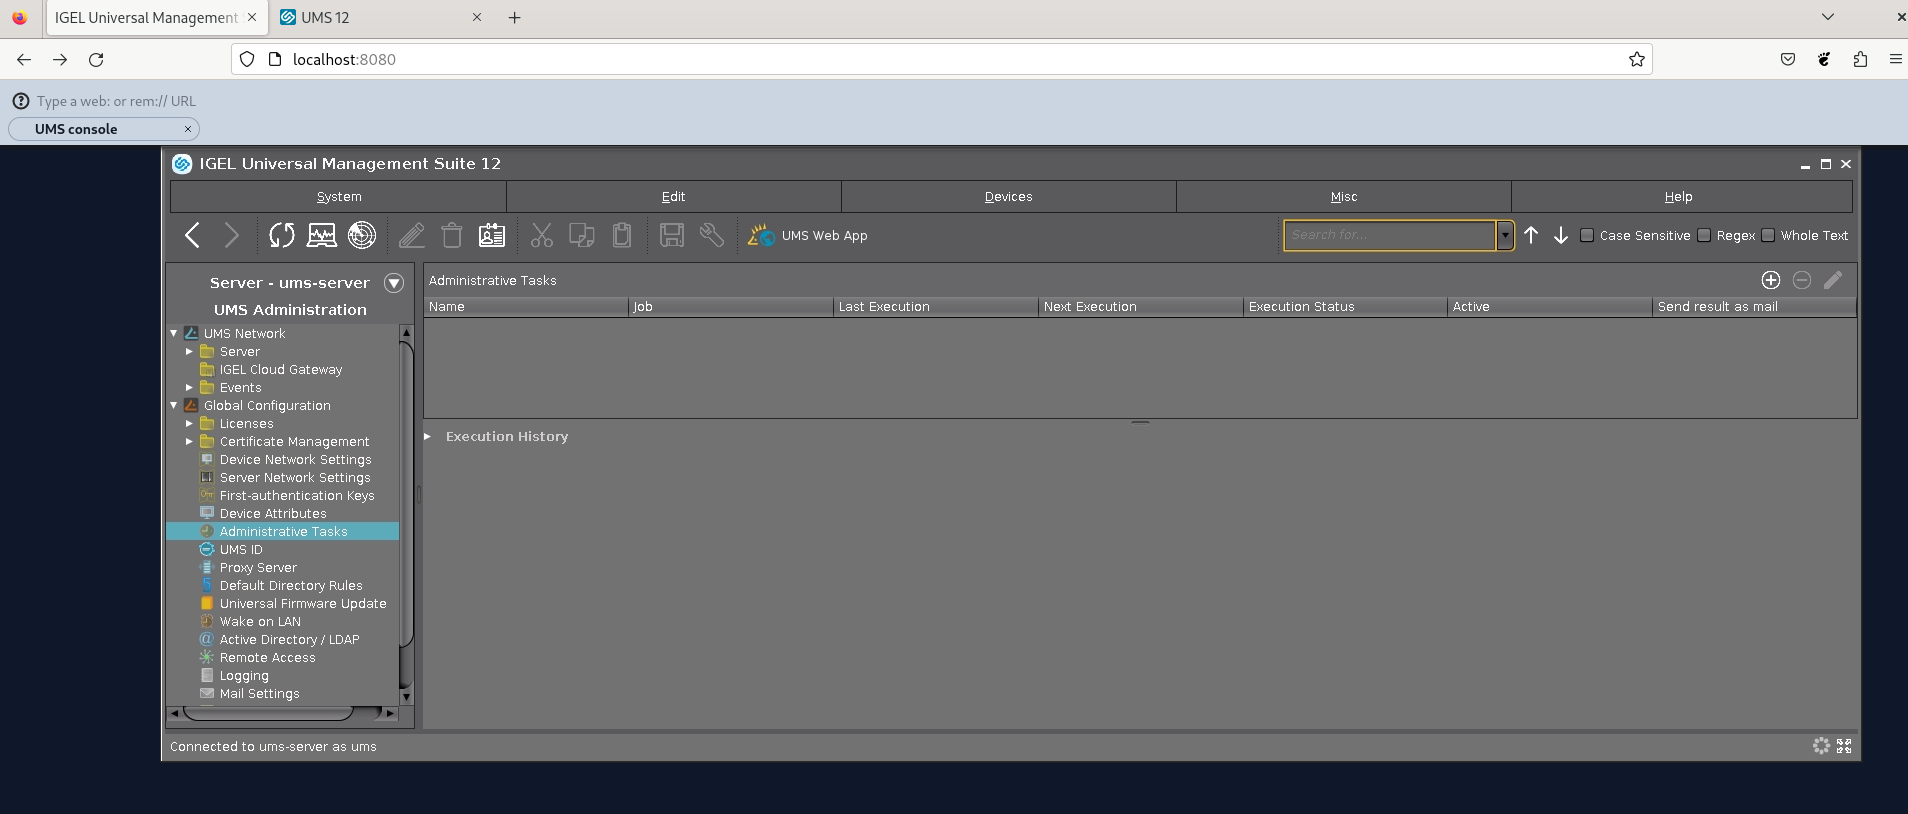 IGEL Universal Management
UMS 12
localhost:8080
Type a web: or rem:// URL
UMS console
IGEL Universal Management Suite 12
System Edit Devices Misc Help
UMS Web App
Search for...
Case Sensitive Regex Whole Text
Server - ums-server
UMS Administration
UMS Network
Server
IGEL Cloud Gateway
Events
Global Configuration
Licenses
Certificate Management
Device Network Settings
Server Network Settings
First-authentication Keys
Device Attributes
Administrative Tasks
UMS ID
Proxy Server
Default Directory Rules
Universal Firmware Update
Wake on LAN
Active Directory / LDAP
Remote Access
Logging
Mail Settings
Administrative Tasks
Name Job Last Execution Next Execution Execution Status Active Send result as mail
Execution History
Connected to ums-server as ums